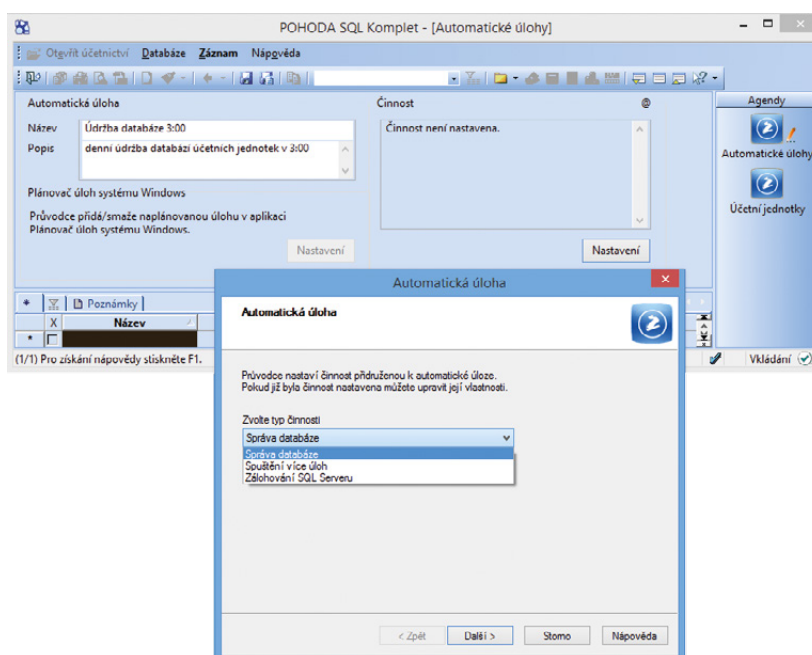 POHODA SQL Komplet - [Automatické úlohy]
Otevřít účetnictví Databáze Záznam Nápověda
Automatická úloha
Činnost
@
Agendy
Název
Údržba databáze 3:00
Činnost není nastavena.
Popis
denní údržba databází účetních jednotek v 3:00
Automatické úlohy
Plánovač úloh systému Windows
Účetní jednotky
Průvodce přidá/smaže naplánovanou úlohu v aplikaci
Plánovač úloh systému Windows.
Nastavení
Nastavení
Automatická úloha
* Poznámky
X Název
*
Automatická úloha
(1/1) Pro získání nápovědy stiskněte F1.
Vkládání
Průvodce nastaví činnost přidruženou k automatické úloze.
Pokud již byla činnost nastavena můžete upravit její vlastnosti.
Zvolte typ činnosti
Správa databáze
Správa databáze
Spuštění více úloh
Zálohování SQL Serveru
< Zpět
Další >
Storno
Nápověda